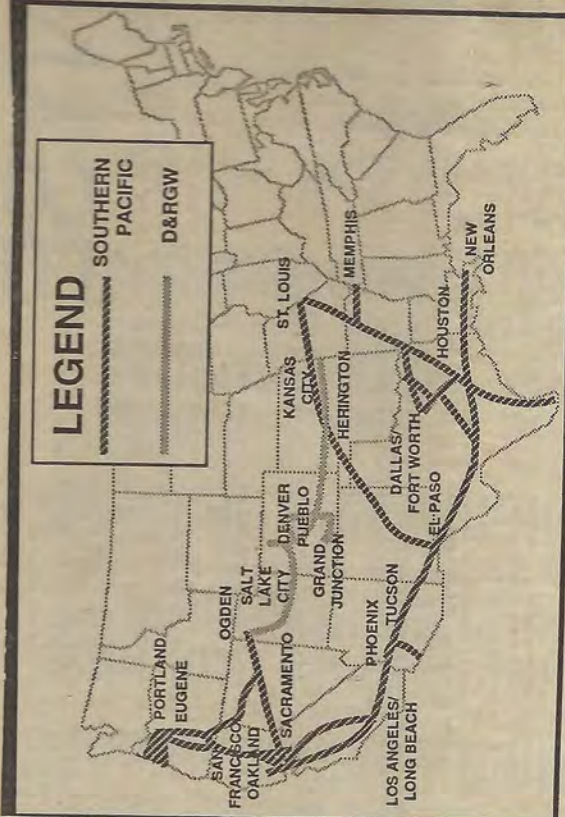 LEGEND
SOUTHERN
PACIFIC
D&RGW
PORTLAND
EUGENE
SAN
FRANCISCO
OAKLAND
SACRAMENTO
LOS ANGELES/
LONG BEACH
OGDEN
SALT
LAKE
CITY
DENVER
PUEBLO
GRAND
JUNCTION
PHOENIX
TUCSON
EL PASO
KANSAS
CITY
HERINGTON
DALLAS/
FORT WORTH
ST. LOUIS
MEMPHIS
HOUSTON
NEW
ORLEANS